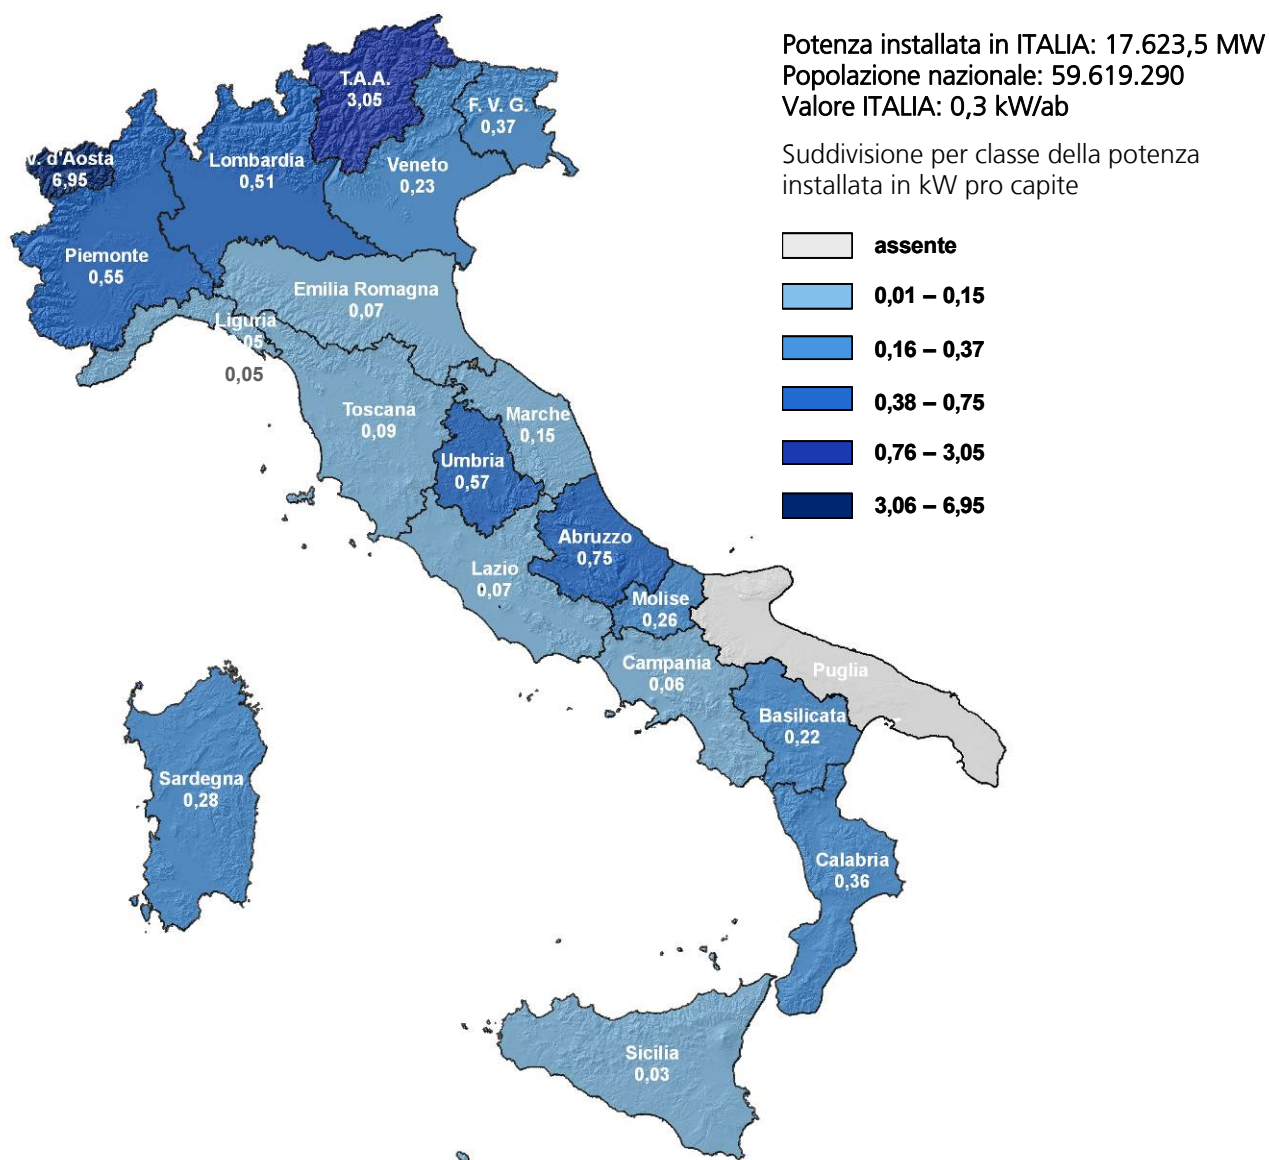 Potenza installata in ITALIA: 17.623,5 MW
Popolazione nazionale: 59.619.290
Valore ITALIA: 0,3 kW/ab
Suddivisione per classe della potenza
installata in kW pro capite
assente
0,01 – 0,15
0,16 – 0,37
0,38 – 0,75
0,76 – 3,05
3,06 – 6,95
T.A.A.
3,05
F. V. G.
0,37
V. d'Aosta
6,95
Lombardia
0,51
Veneto
0,23
Piemonte
0,55
Emilia Romagna
0,07
Liguria
0,05
0,05
Toscana
0,09
Marche
0,15
Umbria
0,57
Abruzzo
0,75
Lazio
0,07
Molise
0,26
Campania
0,06
Puglia
Basilicata
0,22
Sardegna
0,28
Calabria
0,36
Sicilia
0,03